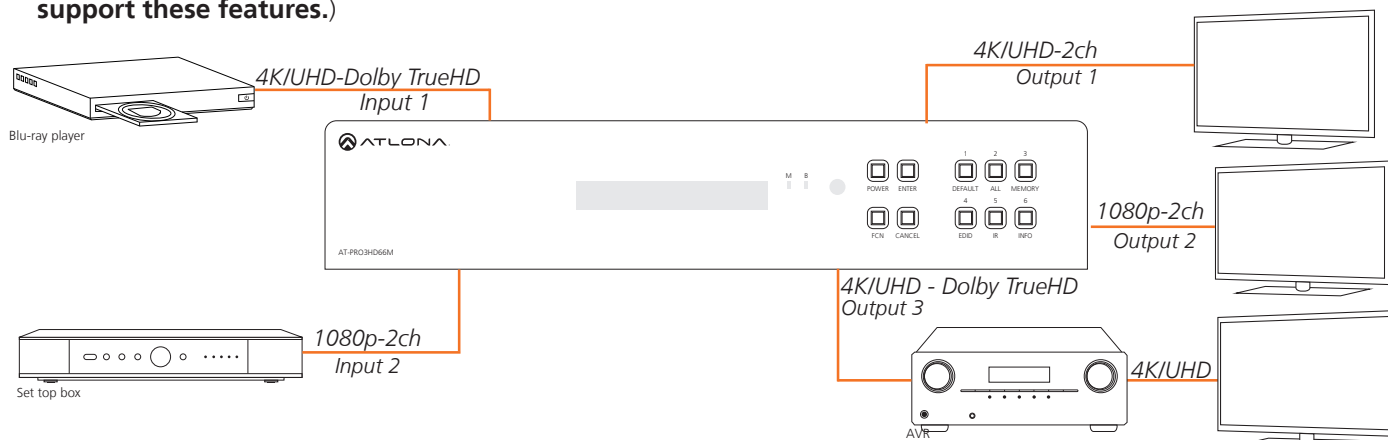 support these features.)
4K/UHD-Dolby TrueHD
Input 1
Blu-ray player
4K/UHD-2ch
Output 1
ATLONA.
M B
1 2 3
POWER ENTER DEFAULT ALL MEMORY
4 5 6
FCN CANCEL EDID IR INFO
AT-PRO3HD66M
1080p-2ch
Output 2
4K/UHD - Dolby TrueHD
Output 3
1080p-2ch
Input 2
Set top box
4K/UHD
AVR